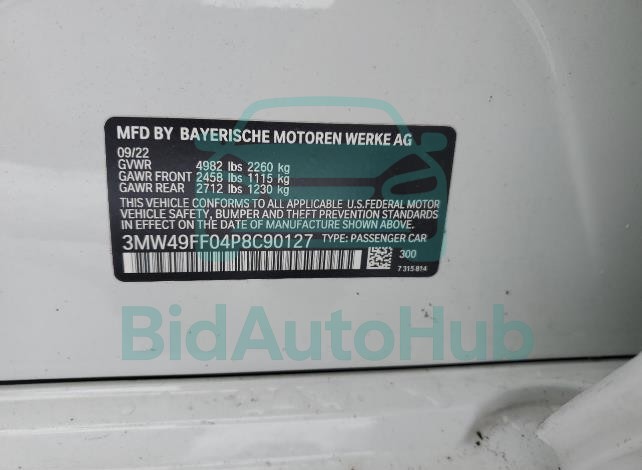 MFD BY BAYERISCHE MOTOREN WERKE AG
09/22
GVWR 4982 lbs 2260 kg
GAWR FRONT 2458 lbs 1115 kg
GAWR REAR 2712 lbs 1230 kg
THIS VEHICLE CONFORMS TO ALL APPLICABLE U.S.FEDERAL MOTOR
VEHICLE SAFETY, BUMPER AND THEFT PREVENTION STANDARDS
IN EFFECT ON THE DATE OF MANUFACTURE SHOWN ABOVE.
3MW49FF04P8C90127 TYPE: PASSENGER CAR
300
7 315 814
BidAutoHub